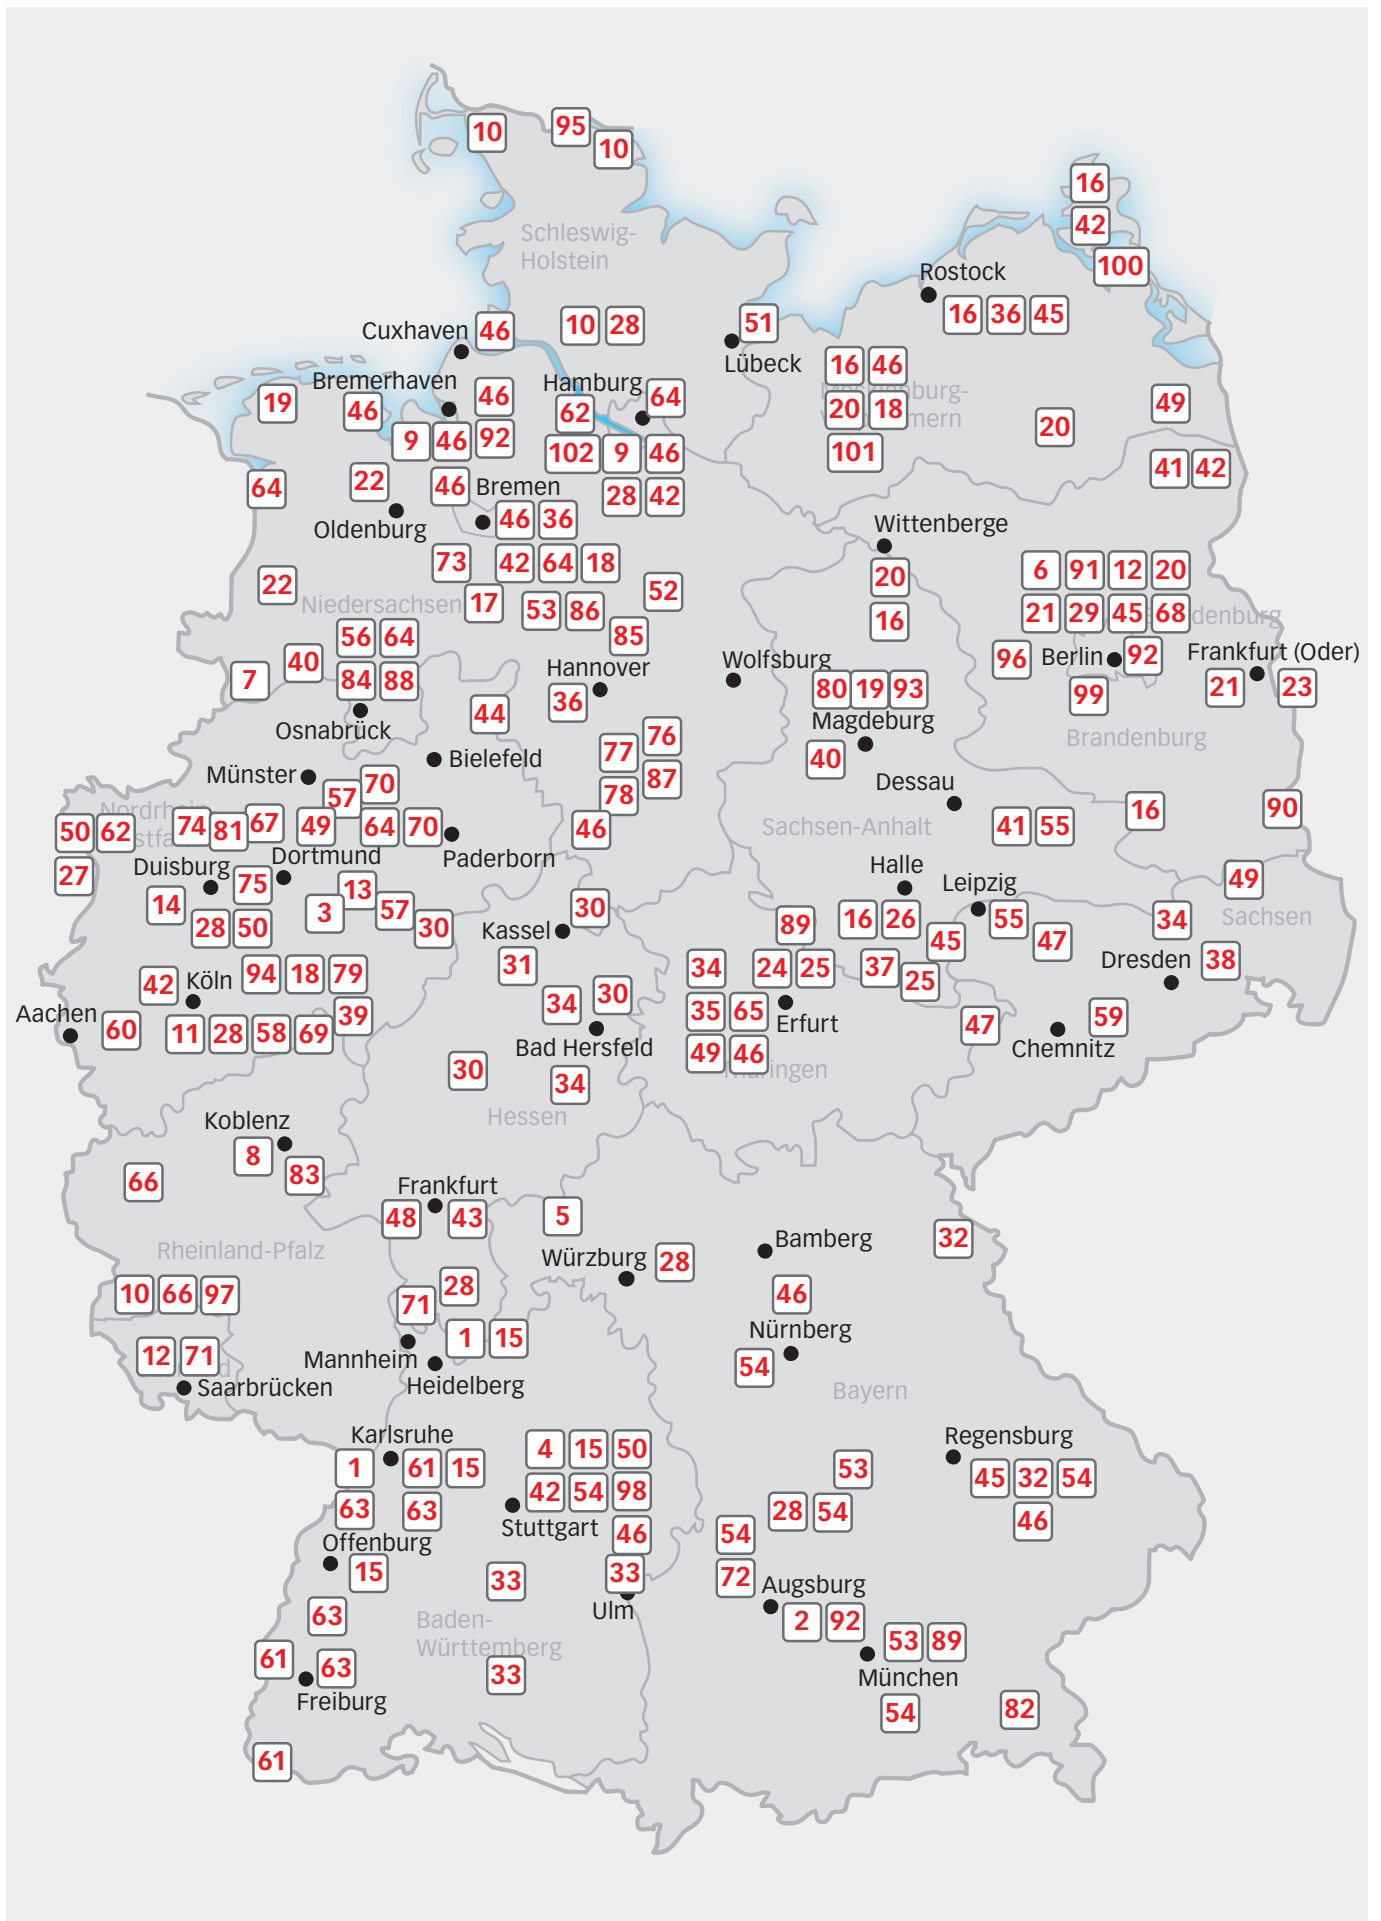 10
95
10
16
42
100
Schleswig-
Holstein
Rostock
16 36 45
Cuxhaven 46
10 28
51
Lübeck
Bremerhaven
46
46
9 46 92
19
Hamburg
64
62
102 9 46
28 42
16 46
Mecklenburg-
20 18
101
20
49
41 42
64
22
Oldenburg
46
Bremen
46 36
42 64 18
73
17
53 86
52
85
22
Niedersachsen
Wittenberge
20
16
6 91 12 20
21 29 45 68
Brandenburg
96
Berlin
92
99
Frankfurt (Oder)
21
23
Brandenburg
56 64
40
84 88
7
Osnabrück
Hannover
36
44
Wolfsburg
80 19 93
Magdeburg
40
Bielefeld
76
77
87
78
46
Dessau
41 55
16
90
Sachsen-Anhalt
Münster
70
57
Nordrhein
50 62
74 81 67
49
64 70
Paderborn
27
Duisburg
Dortmund
75
14
28 50
13
3
57
30
Kassel
30
31
Halle
16 26
Leipzig
55
45
47
49
Sachsen
34
Dresden
38
89
24 25
37
25
34
35 65
Erfurt
49 46
Thüringen
47
Chemnitz
59
42
Köln
94 18 79
39
Aachen
60
11 28 58 69
34
30
Bad Hersfeld
34
30
Hessen
Koblenz
8
83
66
Frankfurt
48
43
5
Rheinland-Pfalz
Würzburg
28
Bamberg
32
10 66 97
28
71
1 15
Mannheim
Heidelberg
46
Nürnberg
54
Bayern
12 71
Saarbrücken
Karlsruhe
1
61 15
63
63
4 15 50
42 54 98
Stuttgart
46
33
Ulm
Offenburg
15
33
53
28 54
54
72
Regensburg
45 32 54
46
63
Baden-
Württemberg
33
61
63
Freiburg
61
Augsburg
2 92
53 89
München
54
82